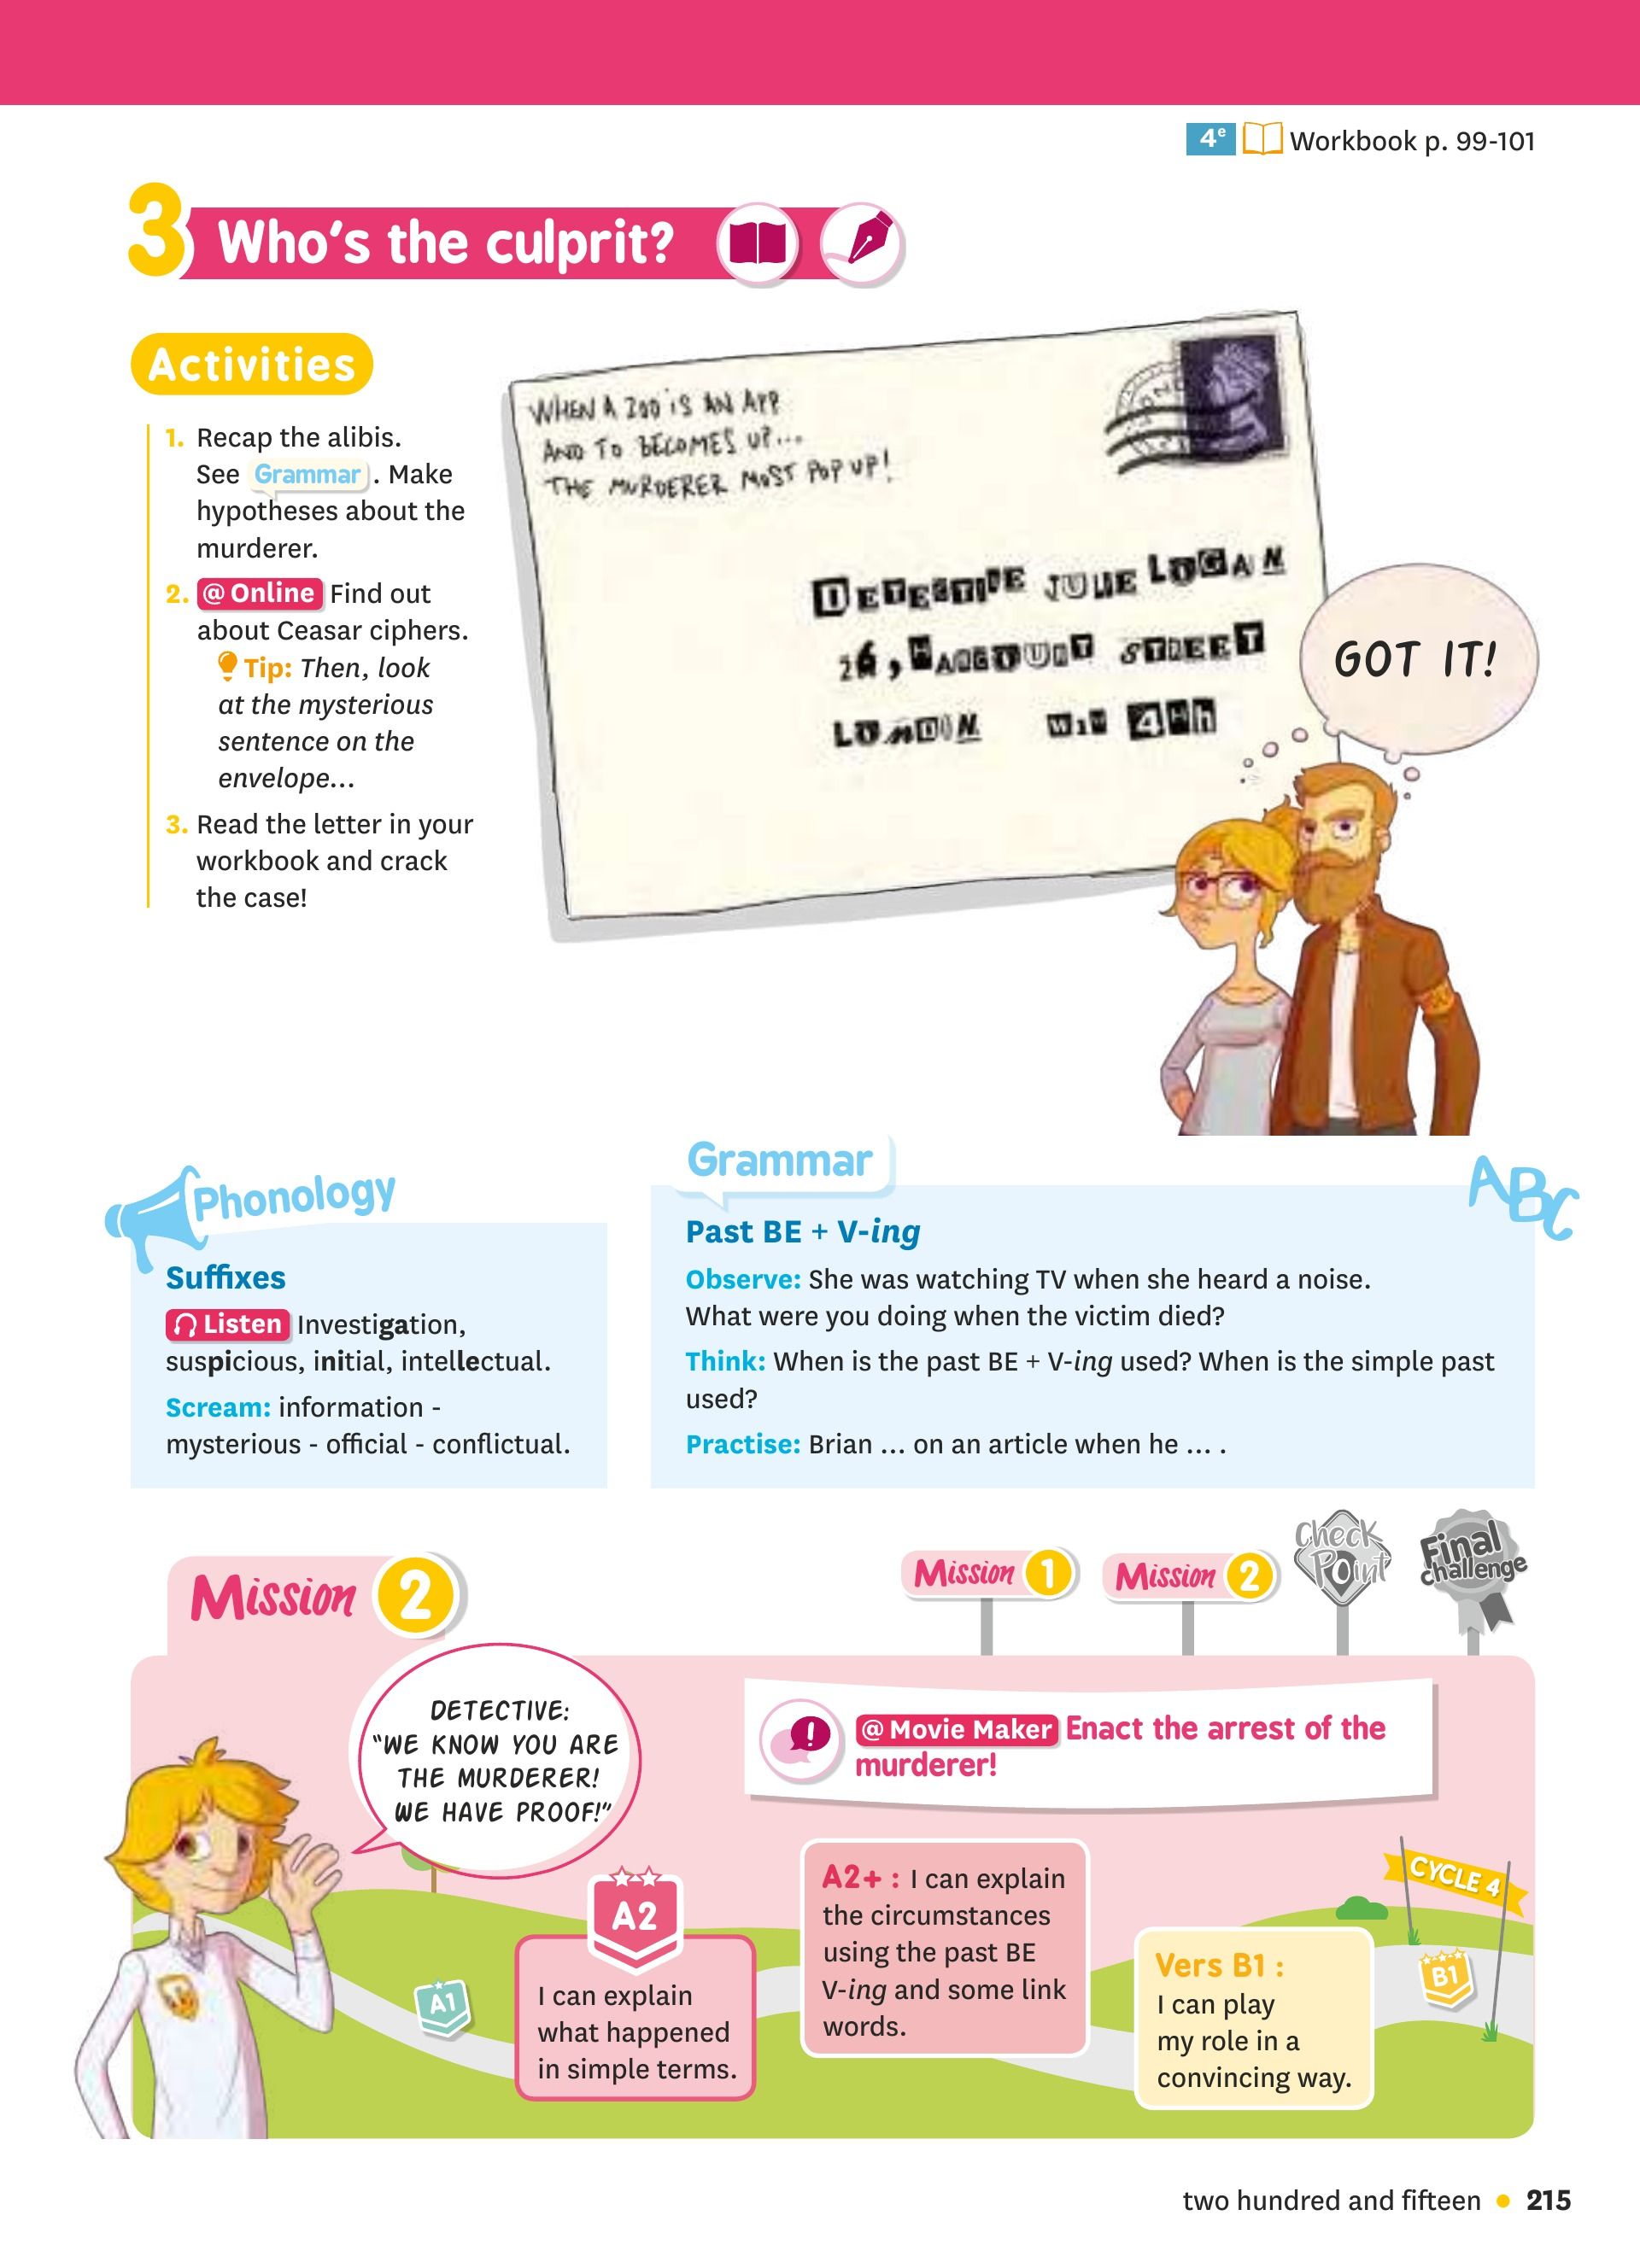 4e Workbook p. 99-101
3 Who's the culprit?
Activities
1. Recap the alibis.
See Grammar . Make
hypotheses about the
murderer.
2. @ Online Find out
about Ceasar ciphers.
Tip: Then, look
at the mysterious
sentence on the
envelope...
3. Read the letter in your
workbook and crack
the case!
WHEN A ZOO iS AN APP
AND TO BECOMES UP...
THE MURDERER MOST POP UP!
DETECTIVE JULIE LOGAN
26, HARCOURT STREET
LONDON W1H 4HH
GOT IT!
Phonology
Suffixes
Listen Investigation,
suspicious, initial, intellectual.
Scream: information -
mysterious - official - conflictual.
Grammar
ABC
Past BE + V-ing
Observe: She was watching TV when she heard a noise.
What were you doing when the victim died?
Think: When is the past BE + V-ing used? When is the simple past
used?
Practise: Brian ... on an article when he ... .
Mission 2
Mission 1
Mission 2
Check
Point
Final
challenge
DETECTIVE:
"WE KNOW YOU ARE
THE MURDERER!
WE HAVE PROOF!"
@ Movie Maker Enact the arrest of the
murderer!
A1
A2
I can explain
what happened
in simple terms.
A2+ : I can explain
the circumstances
using the past BE
V-ing and some link
words.
Vers B1 :
I can play
my role in a
convincing way.
B1
CYCLE 4
two hundred and fifteen • 215